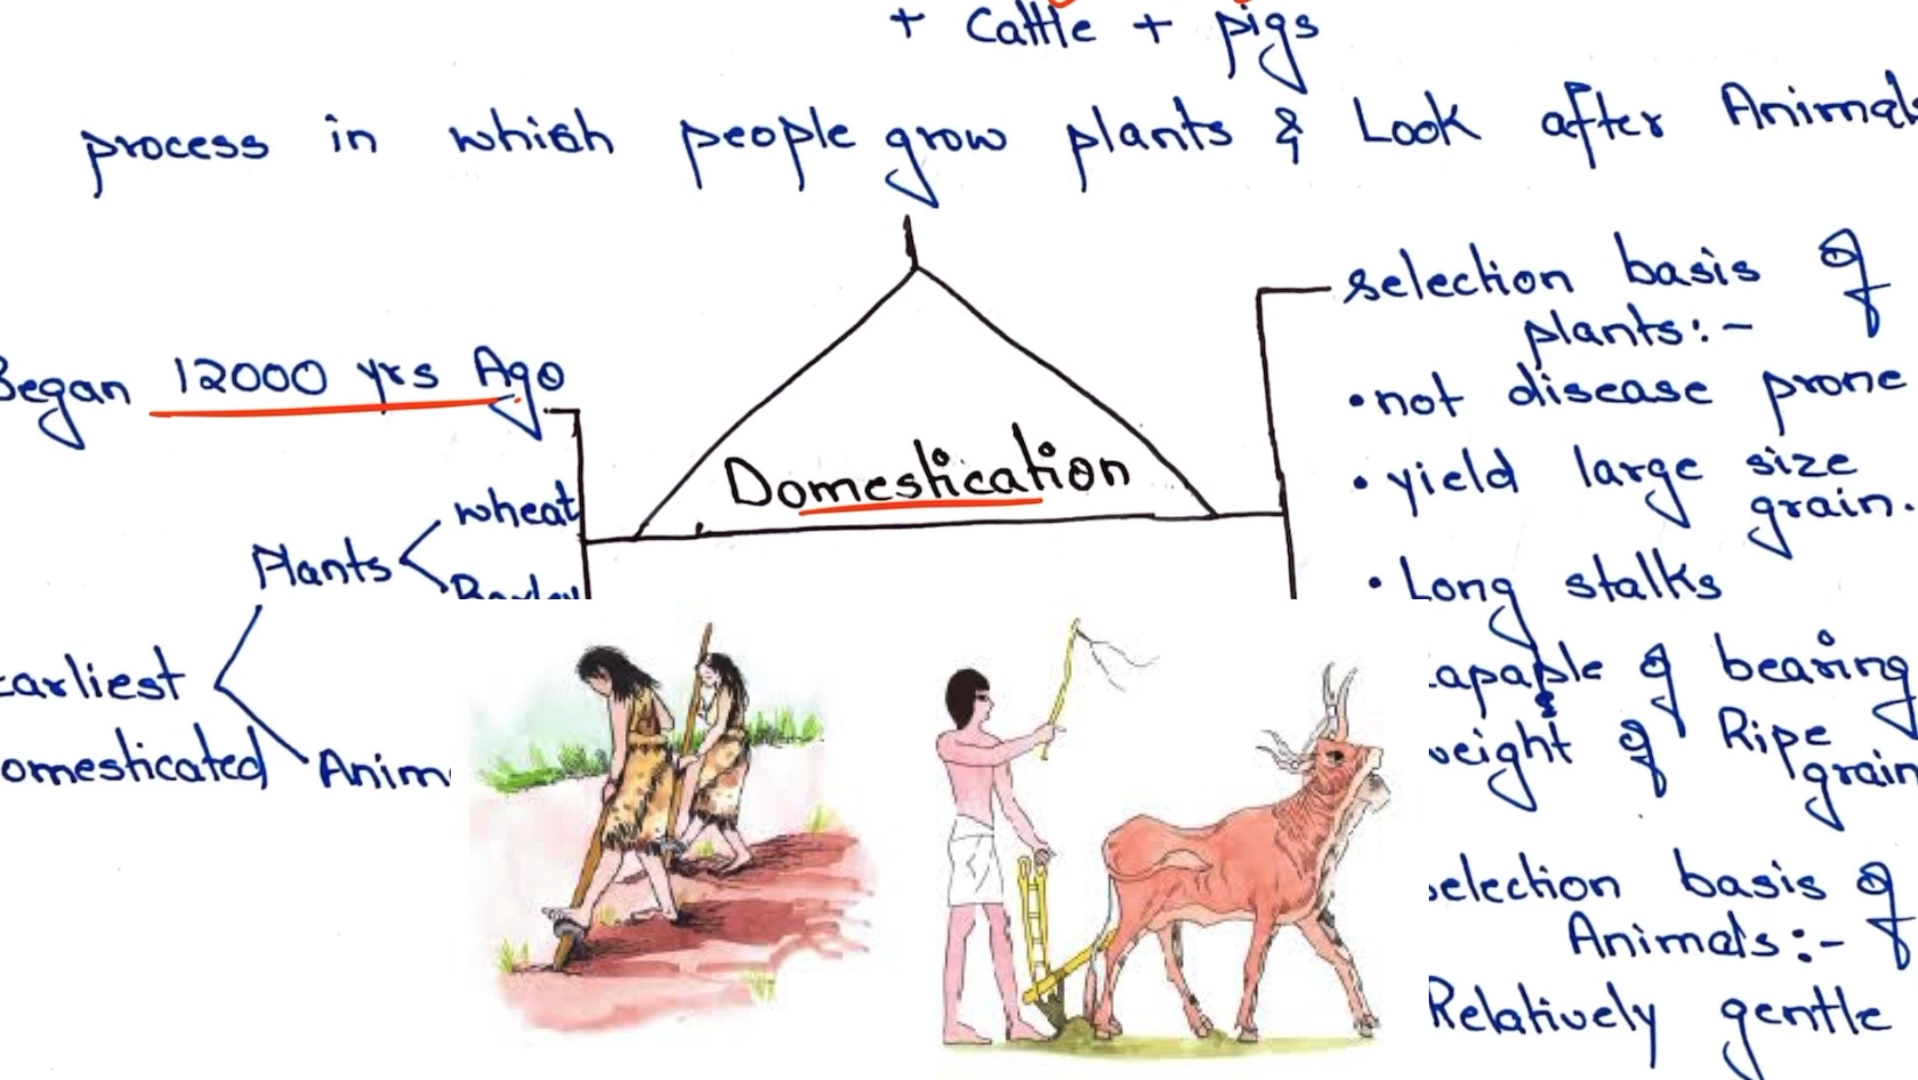 + Cattle + pigs
process in which people grow plants & Look after Animals
selection basis of
plants:-
Began 12000 yrs Ago
• not disease prone
Domestication
• yield large size
grain.
wheat
Plants
Barley
• Long stalks
Earliest
capable of bearing
domesticated
Anim
weight of Ripe
grain
selection basis of
Animals:-
Relatively gentle